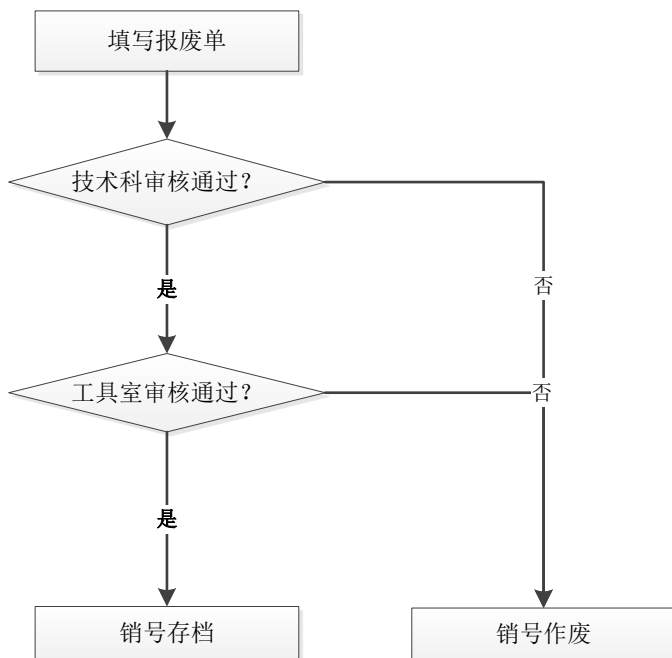 填写报废单
技术科审核通过?
是
否
工具室审核通过?
否
是
销号存档
销号作废